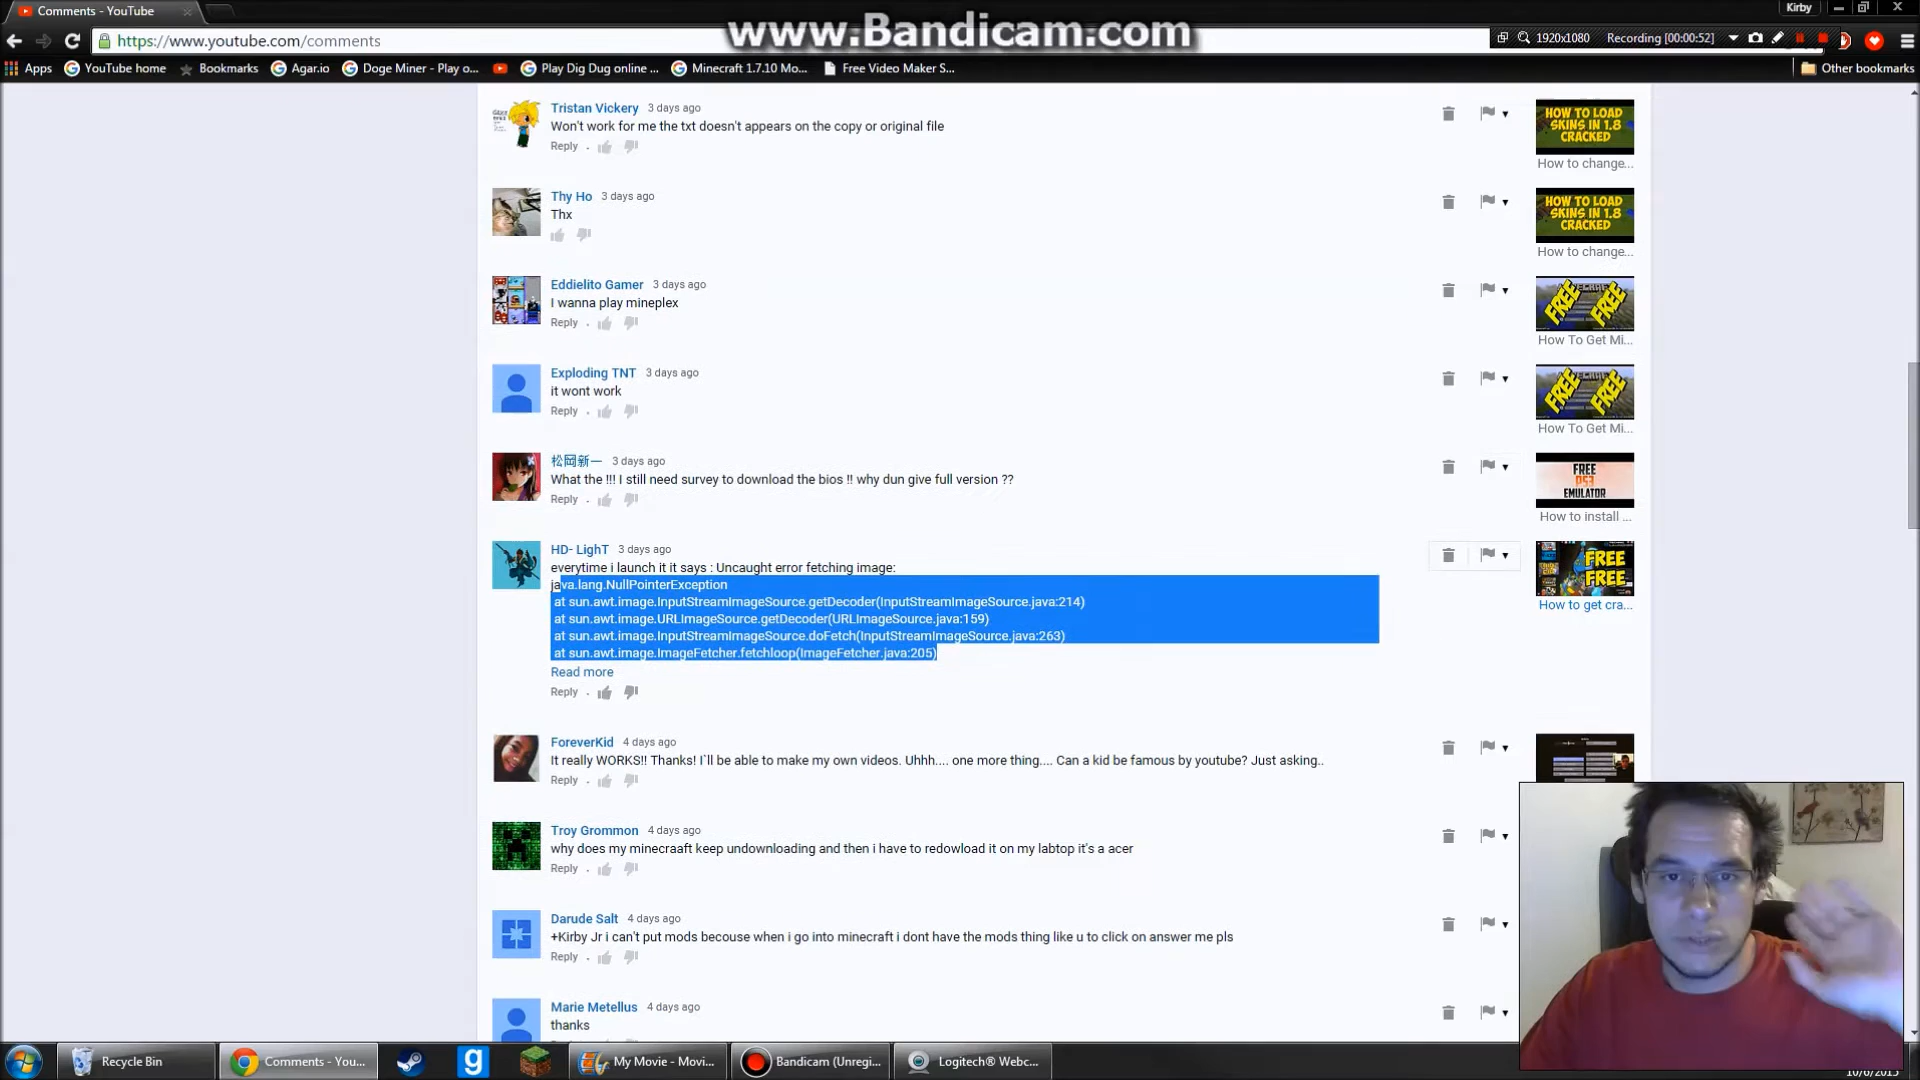 Comments - YouTube
Kirby
https://www.youtube.com/comments
www.Bandicam.com
1920x1080
Recording [00:00:52]
Apps
YouTube home
Bookmarks
Agar.io
Doge Miner - Play o...
Play Dig Dug online ...
Minecraft 1.7.10 Mo...
Free Video Maker S...
Other bookmarks
Tristan Vickery 3 days ago
Won't work for me the txt doesn't appears on the copy or original file
Reply
HOW TO LOAD
SKINS IN 1.8
CRACKED
How to change...
Thy Ho 3 days ago
Thx
HOW TO LOAD
SKINS IN 1.8
CRACKED
How to change...
Eddielito Gamer 3 days ago
I wanna play mineplex
Reply
FREE
FREE
How To Get Mi...
Exploding TNT 3 days ago
it wont work
Reply
FREE
FREE
How To Get Mi...
松岡新一 3 days ago
What the !!! I still need survey to download the bios !! why dun give full version ??
Reply
FREE
PS3
EMULATOR
How to install ...
HD- LighT 3 days ago
everytime i launch it it says : Uncaught error fetching image:
java.lang.NullPointerException
at sun.awt.image.InputStreamImageSource.getDecoder(InputStreamImageSource.java:214)
at sun.awt.image.URLImageSource.getDecoder(URLImageSource.java:159)
at sun.awt.image.InputStreamImageSource.doFetch(InputStreamImageSource.java:263)
at sun.awt.image.ImageFetcher.fetchloop(ImageFetcher.java:205)
Read more
Reply
FREE
FREE
How to get cra...
ForeverKid 4 days ago
It really WORKS!! Thanks! I`ll be able to make my own videos. Uhhh.... one more thing.... Can a kid be famous by youtube? Just asking..
Reply
Troy Grommon 4 days ago
why does my minecraaft keep undownloading and then i have to redowload it on my labtop it's a acer
Reply
Darude Salt 4 days ago
+Kirby Jr i can't put mods becouse when i go into minecraft i dont have the mods thing like u to click on answer me pls
Reply
Marie Metellus 4 days ago
thanks
Recycle Bin
Comments - You...
My Movie - Movi...
Bandicam (Unregi...
Logitech® Webc...
10/6/2015